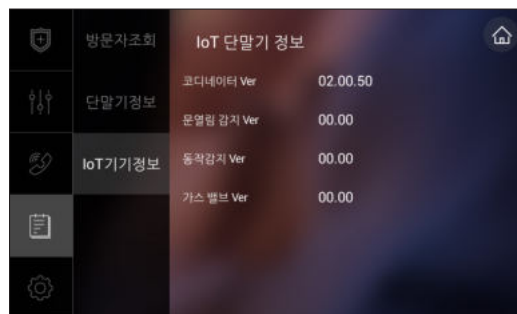 방문자조회
단말기정보
IoT기기정보
IoT 단말기 정보
코디네이터 Ver 02.00.50
문열림 감지 Ver 00.00
동작감지 Ver 00.00
가스 밸브 Ver 00.00